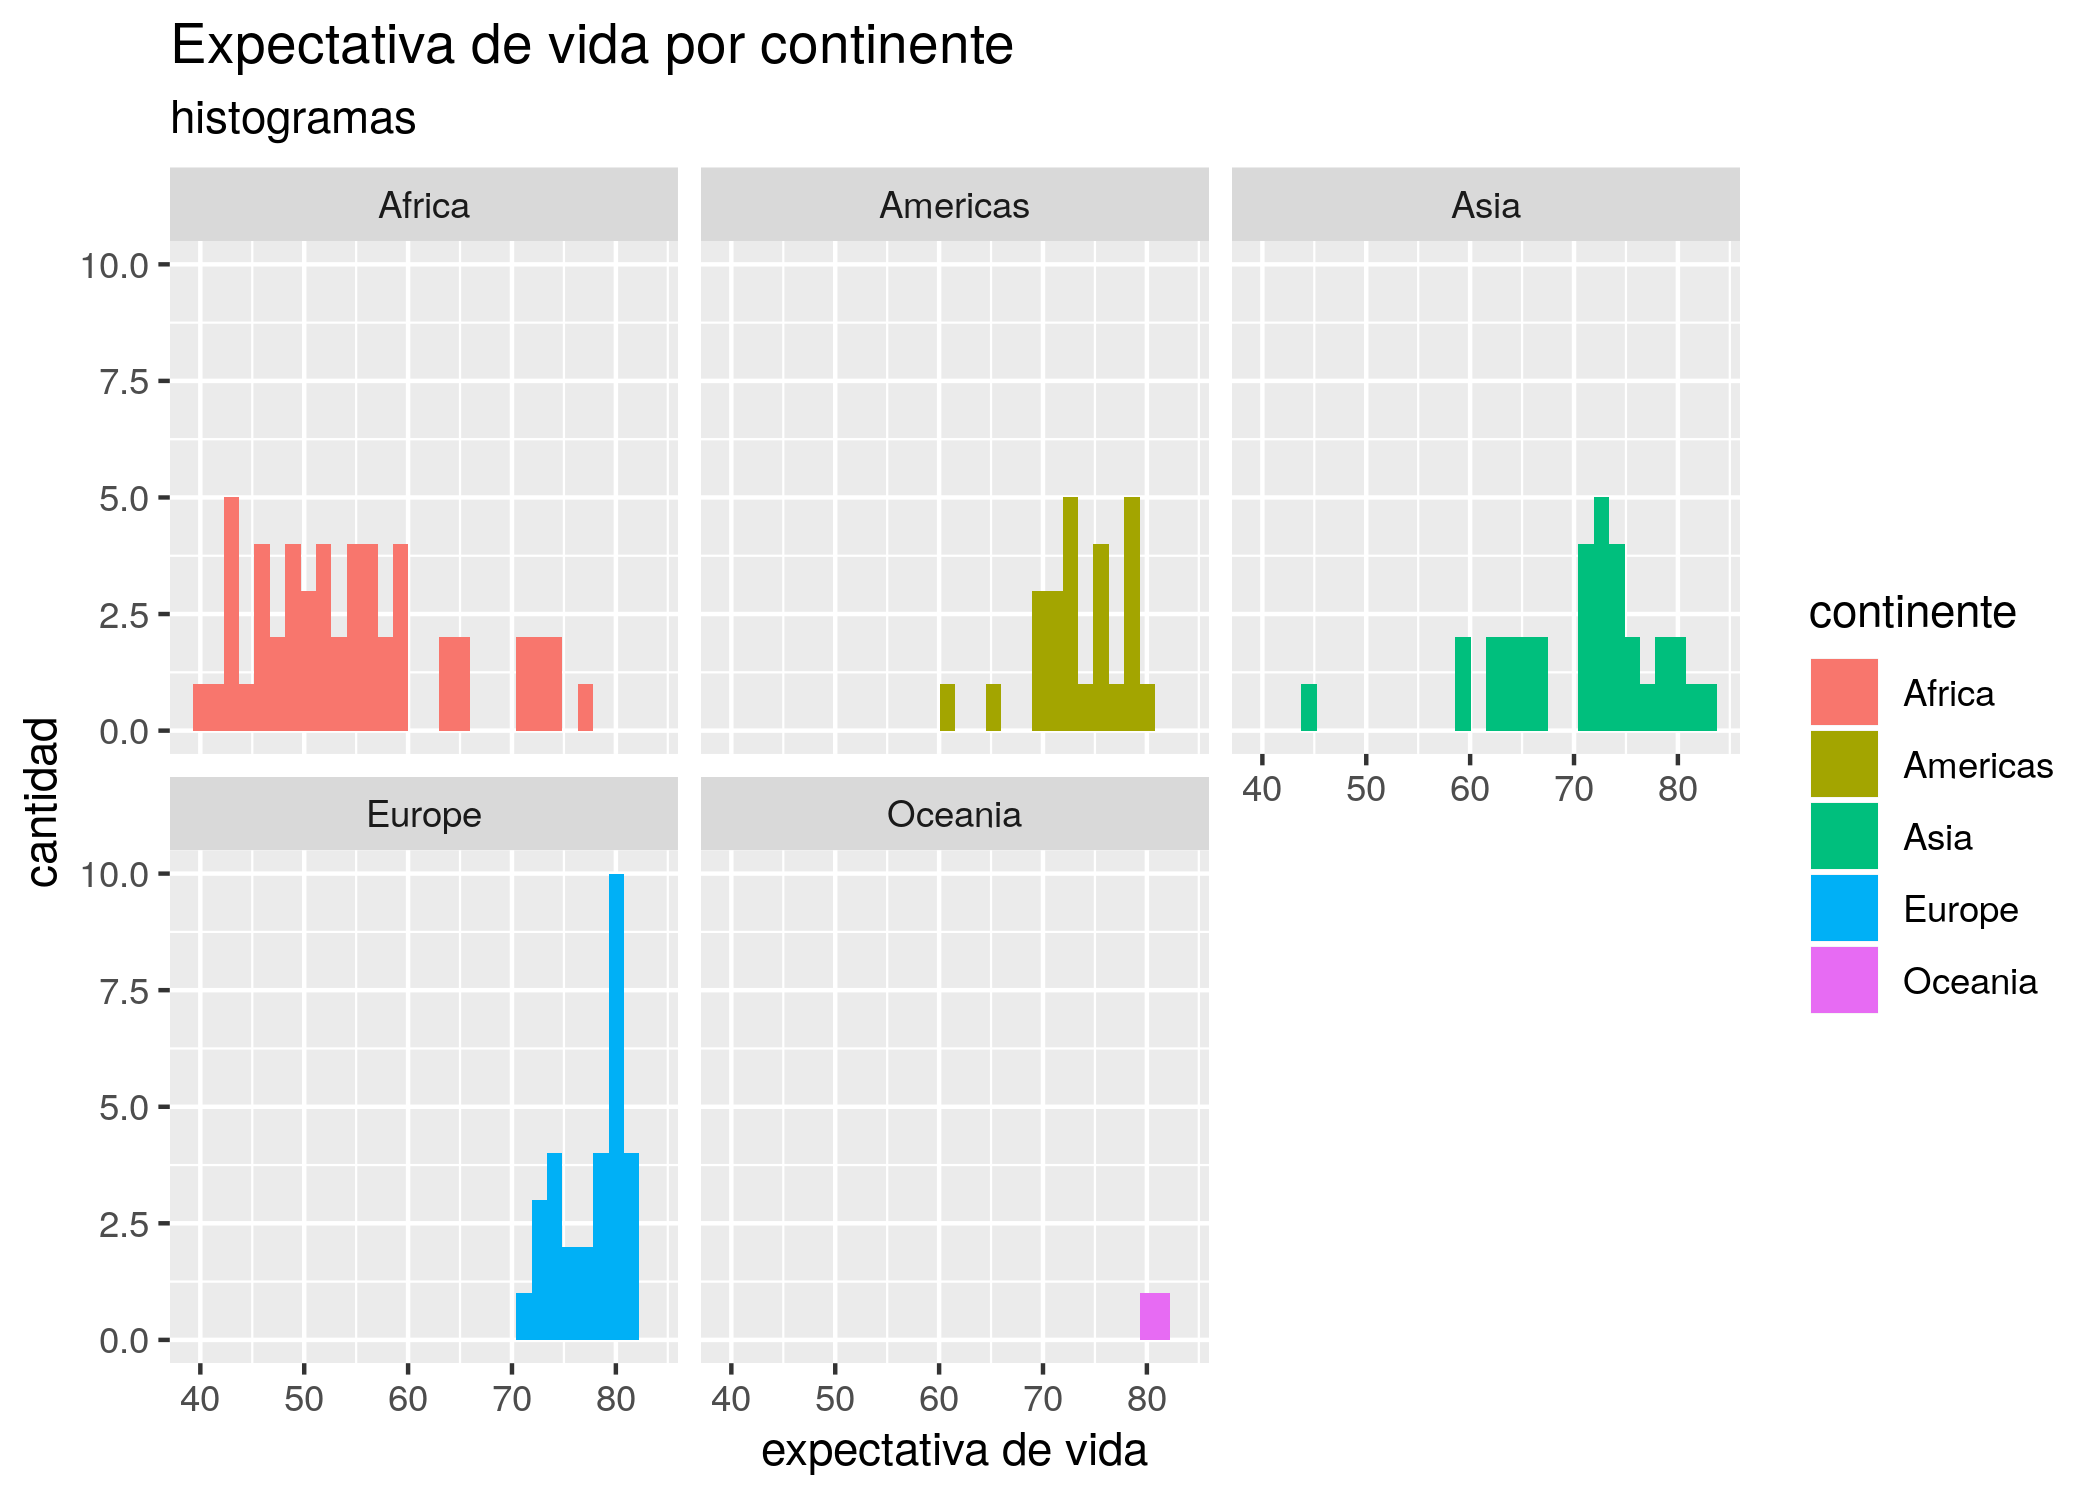 Expectativa de vida por continente
histogramas
Africa
Americas
Asia
10.0
7.5
5.0
2.5
0.0
40 50 60 70 80
Europe
Oceania
10.0
7.5
5.0
2.5
0.0
40 50 60 70 80
40 50 60 70 80
cantidad
expectativa de vida
continente
Africa
Americas
Asia
Europe
Oceania